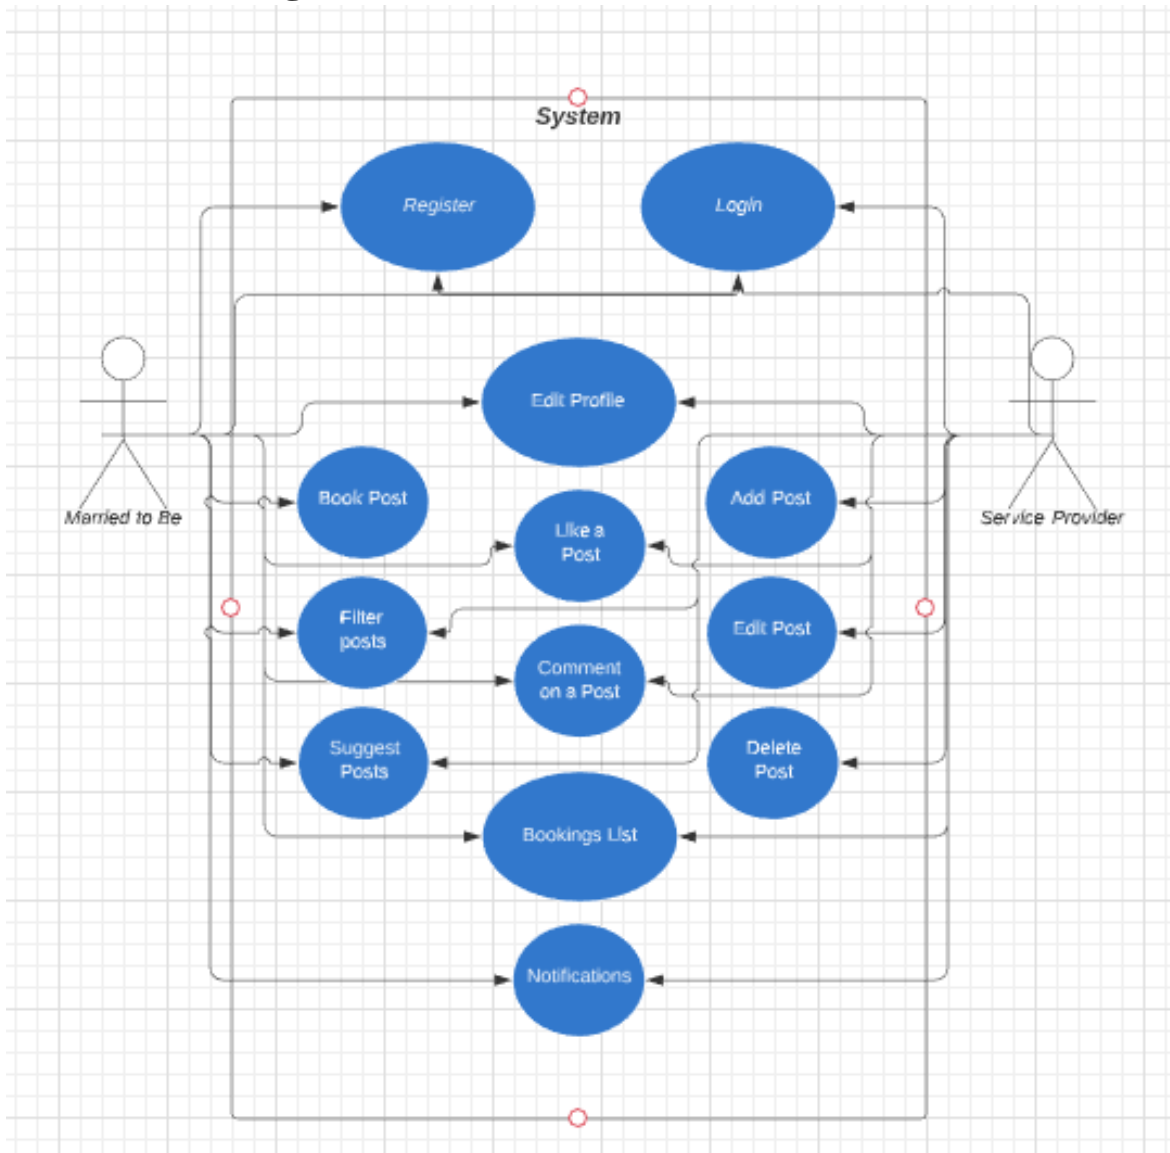 System
Register
Login
Edit Profile
Book Post
Add Post
Like a
Post
Married to Be
Service Provider
Filter
posts
Edit Post
Comment
on a Post
Suggest
Posts
Delete
Post
Bookings List
Notifications